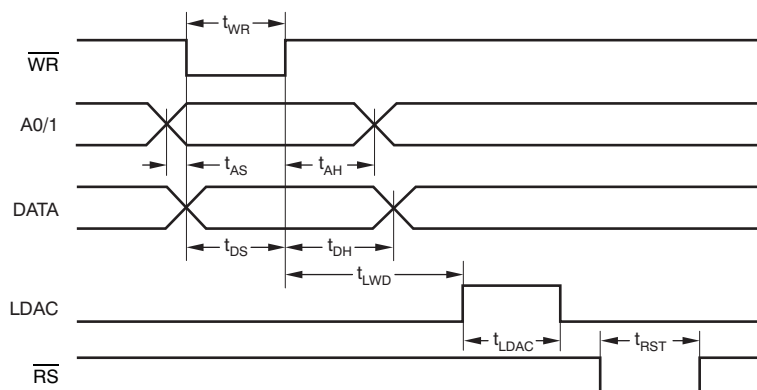 tWR
WR
A0/1
tAS
tAH
DATA
tDS
tDH
tLWD
LDAC
tLDAC
tRST
RS